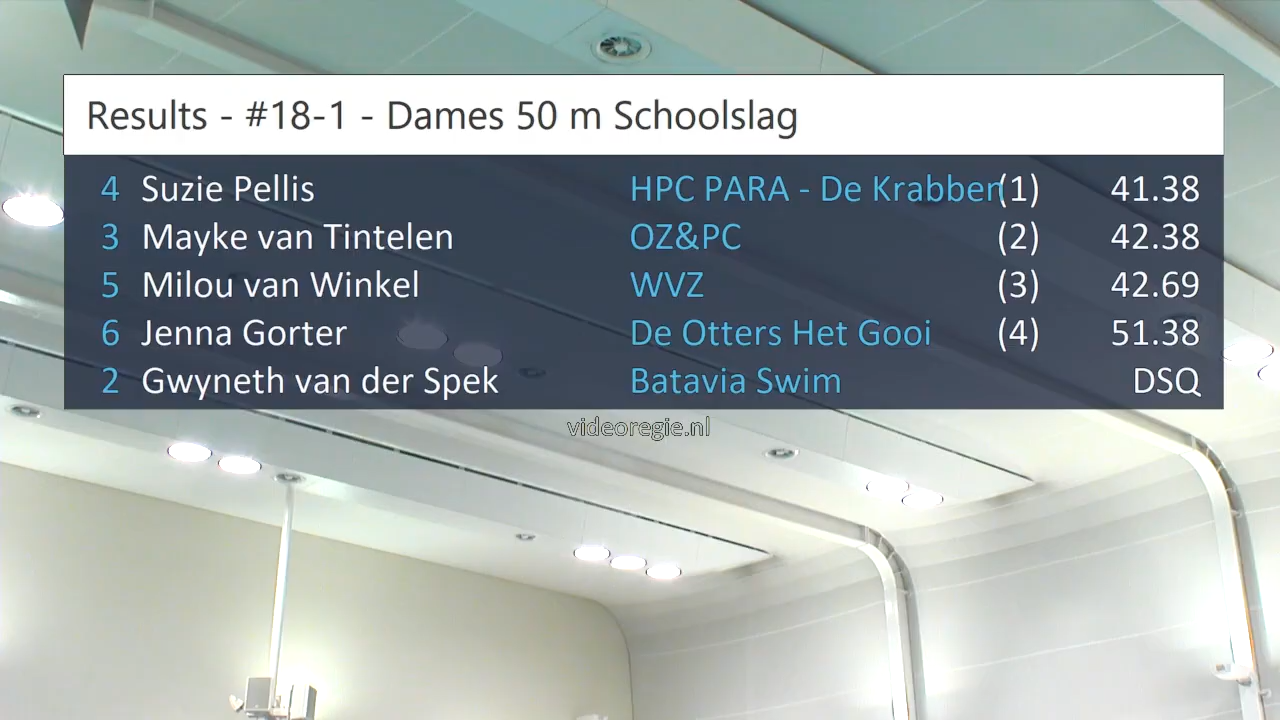 Results - #18-1 - Dames 50 m Schoolslag
4 Suzie Pellis HPC PARA - De Krabben (1) 41.38
3 Mayke van Tintelen OZ&PC (2) 42.38
5 Milou van Winkel WVZ (3) 42.69
6 Jenna Gorter De Otters Het Gooi (4) 51.38
2 Gwyneth van der Spek Batavia Swim DSQ
videoregie.nl